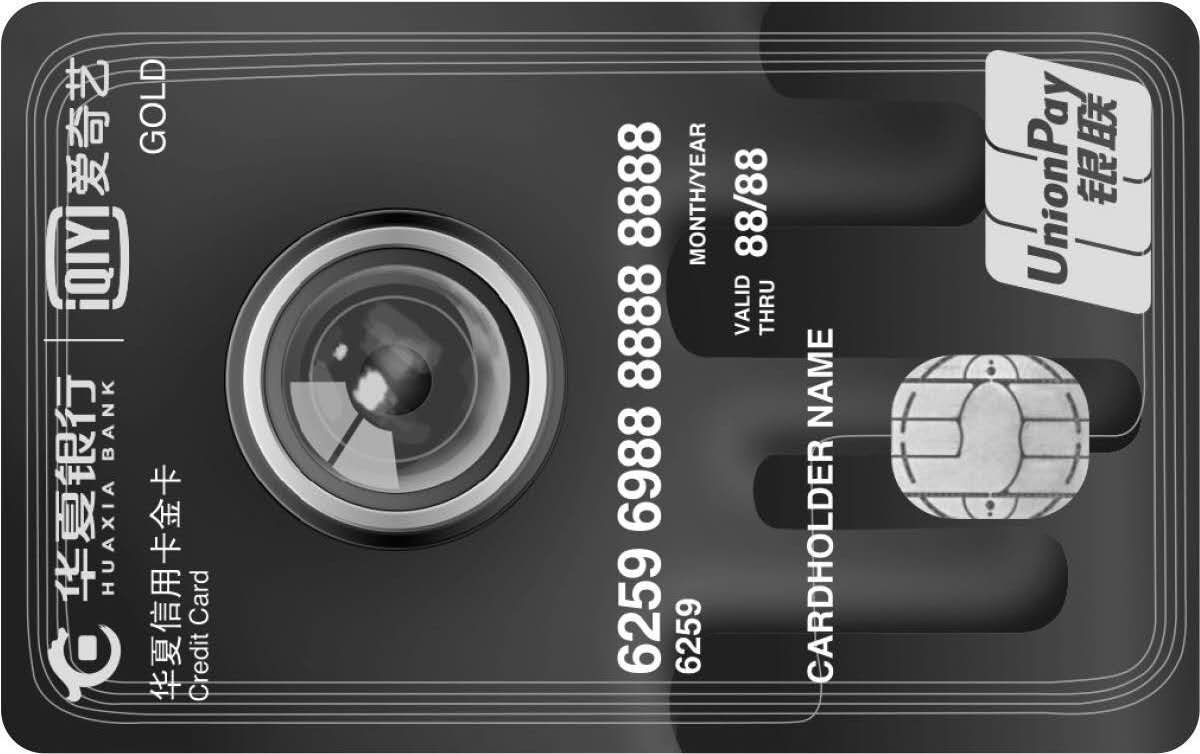 华夏银行
HUAXIA BANK
iQIYI 爱奇艺
GOLD
华夏信用卡金卡
Credit Card
6259 6988 8888 8888
6259
MONTH/YEAR
VALID THRU 88/88
CARDHOLDER NAME
UnionPay
银联